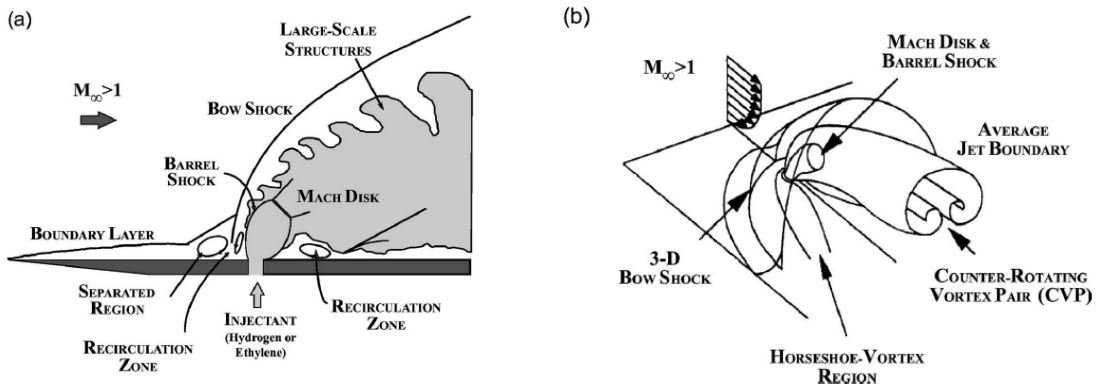 (a)
LARGE-SCALE
STRUCTURES
M∞>1
BOW SHOCK
BARREL
SHOCK
MACH DISK
BOUNDARY LAYER
SEPARATED
REGION
RECIRCULATION
ZONE
INJECTANT
(Hydrogen or
Ethylene)
RECIRCULATION
ZONE
(b)
MACH DISK &
BARREL SHOCK
M∞>1
AVERAGE
JET BOUNDARY
3-D
BOW SHOCK
COUNTER-ROTATING
VORTEX PAIR (CVP)
HORSESHOE-VORTEX
REGION